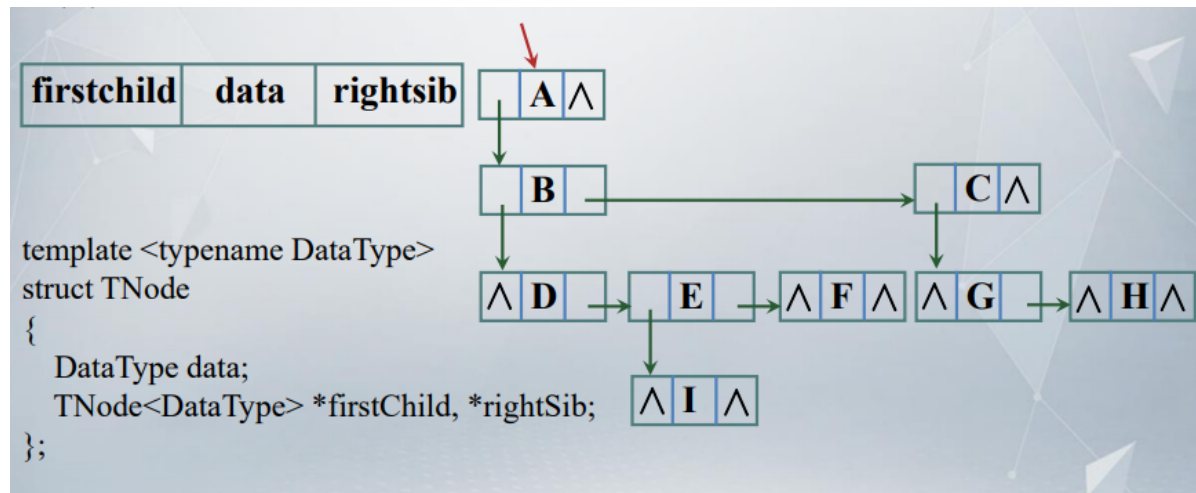 firstchild data rightsib
A ∧
B
C ∧
∧ D
E
∧ F ∧
∧ G
∧ H ∧
∧ I ∧
template <typename DataType>
struct TNode
{
DataType data;
TNode<DataType> *firstChild, *rightSib;
};